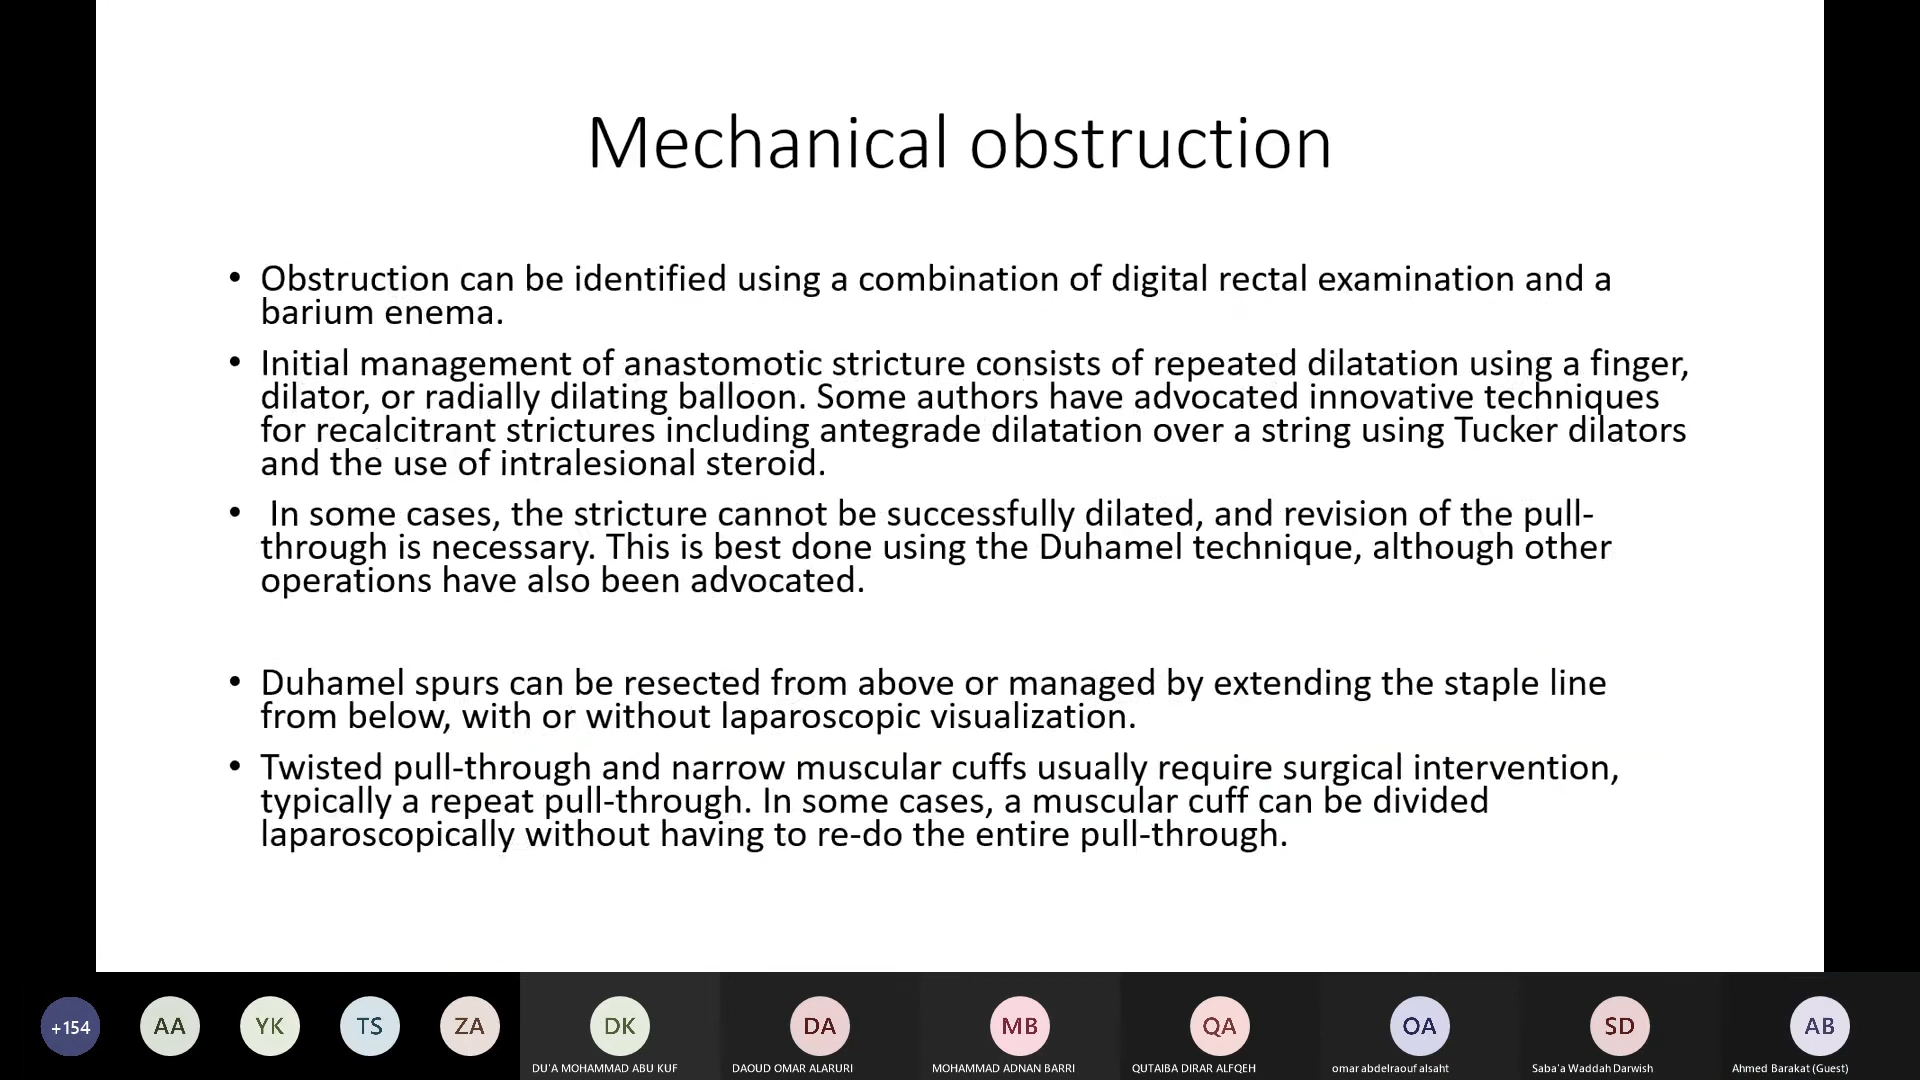 Mechanical obstruction
• Obstruction can be identified using a combination of digital rectal examination and a
barium enema.
• Initial management of anastomotic stricture consists of repeated dilatation using a finger,
dilator, or radially dilating balloon. Some authors have advocated innovative techniques
for recalcitrant strictures including antegrade dilatation over a string using Tucker dilators
and the use of intralesional steroid.
• In some cases, the stricture cannot be successfully dilated, and revision of the pull-
through is necessary. This is best done using the Duhamel technique, although other
operations have also been advocated.
• Duhamel spurs can be resected from above or managed by extending the staple line
from below, with or without laparoscopic visualization.
• Twisted pull-through and narrow muscular cuffs usually require surgical intervention,
typically a repeat pull-through. In some cases, a muscular cuff can be divided
laparoscopically without having to re-do the entire pull-through.
+154 AA YK TS ZA DK DA MB QA OA SD AB
DU'A MOHAMMAD ABU KUF DAOUD OMAR ALARURI MOHAMMAD ADNAN BARRI QUTAIBA DIRAR ALFQEH omar abdelraouf alsaht Saba'a Waddah Darwish Ahmed Barakat (Guest)